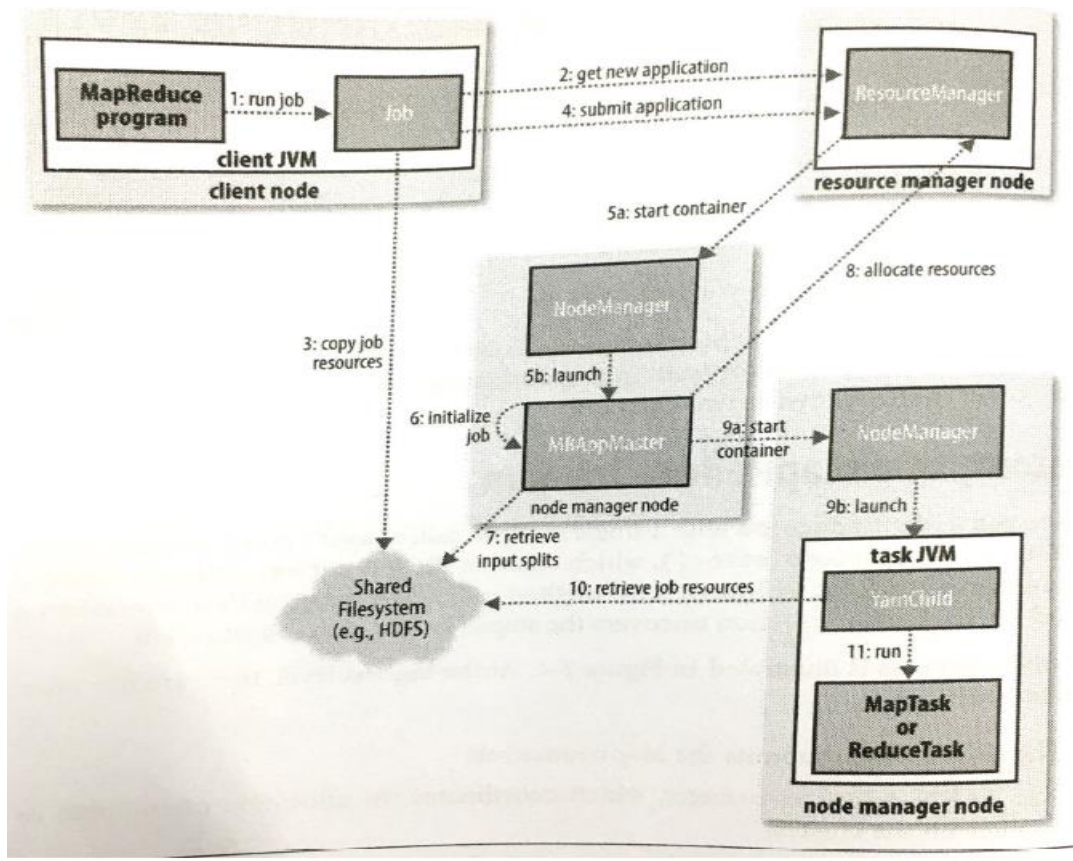 MapReduce
program
1: run job
Job
client JVM
client node
2: get new application
4: submit application
ResourceManager
resource manager node
5a: start container
8: allocate resources
3: copy job
resources
NodeManager
5b: launch
6: initialize
job
MRAppMaster
node manager node
9a: start
container
NodeManager
9b: launch
7: retrieve
input splits
task JVM
Shared
Filesystem
(e.g., HDFS)
10: retrieve job resources
YarnChild
11: run
MapTask
or
ReduceTask
node manager node